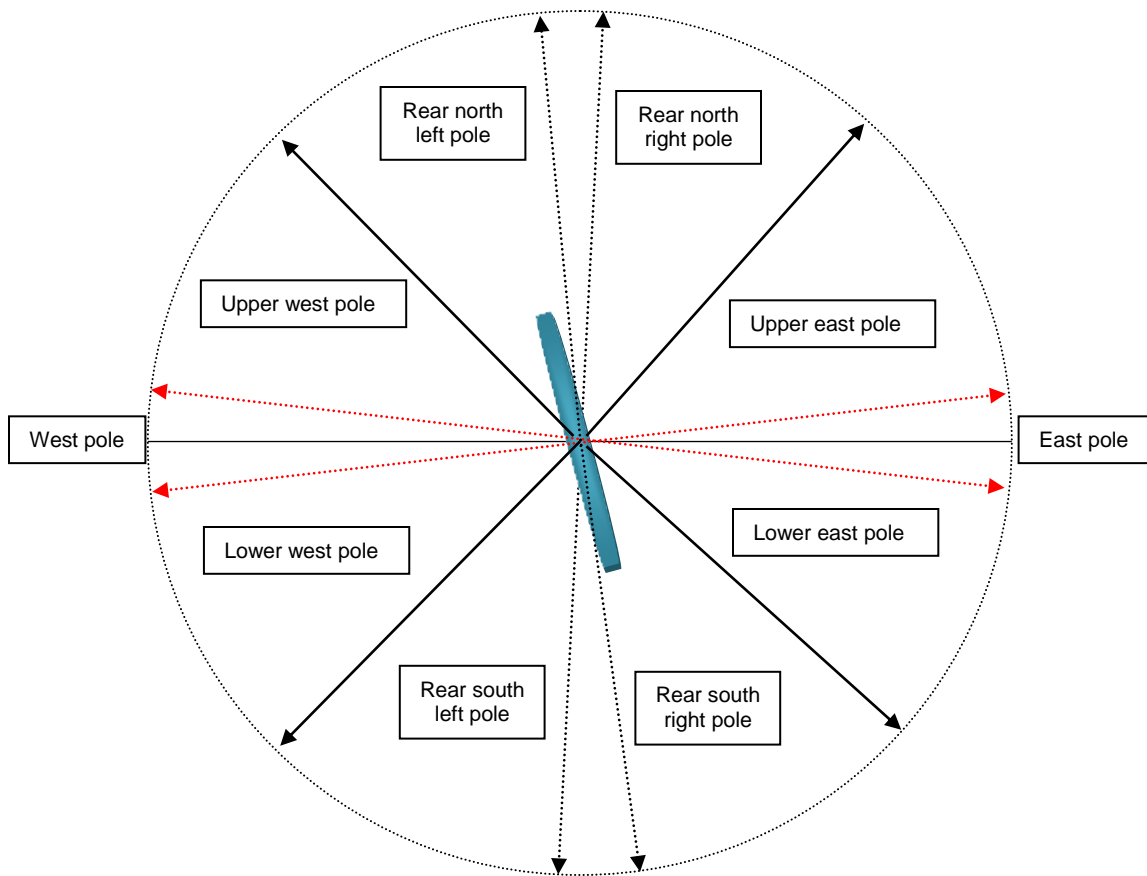 Rear north
left pole
Rear north
right pole
Upper west pole
Upper east pole
West pole
East pole
Lower west pole
Lower east pole
Rear south
left pole
Rear south
right pole